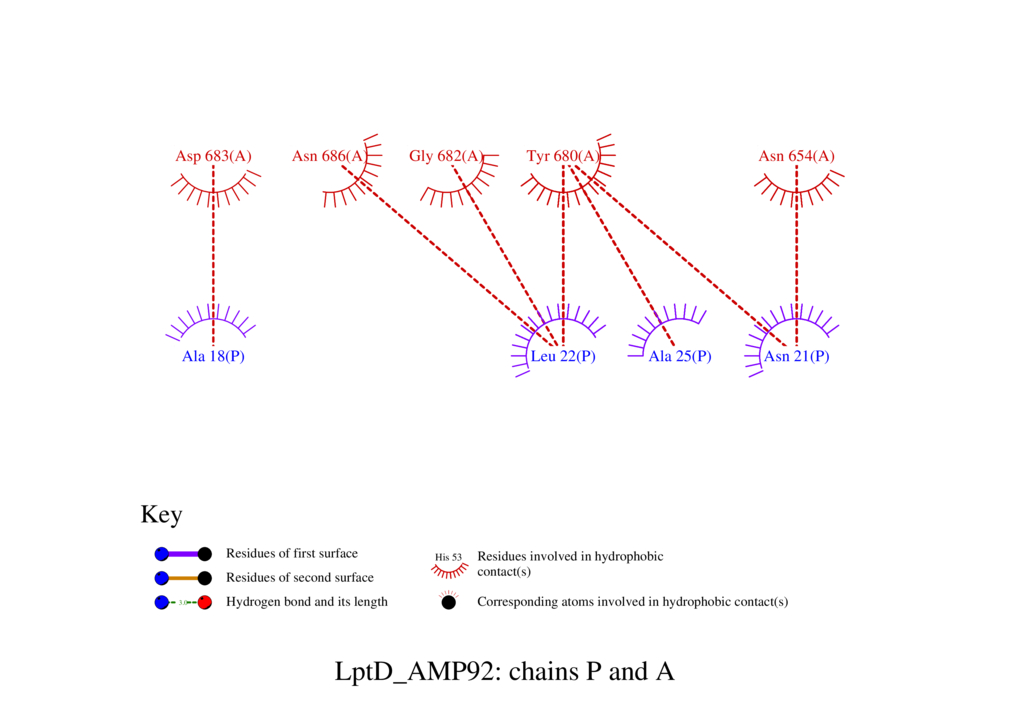 Asp 683(A) Asn 686(A) Gly 682(A) Tyr 680(A) Asn 654(A)
Ala 18(P) Leu 22(P) Ala 25(P) Asn 21(P)
Key
Residues of first surface
Residues of second surface
3.0
Hydrogen bond and its length
His 53
Residues involved in hydrophobic
contact(s)
Corresponding atoms involved in hydrophobic contact(s)
LptD_AMP92: chains P and A